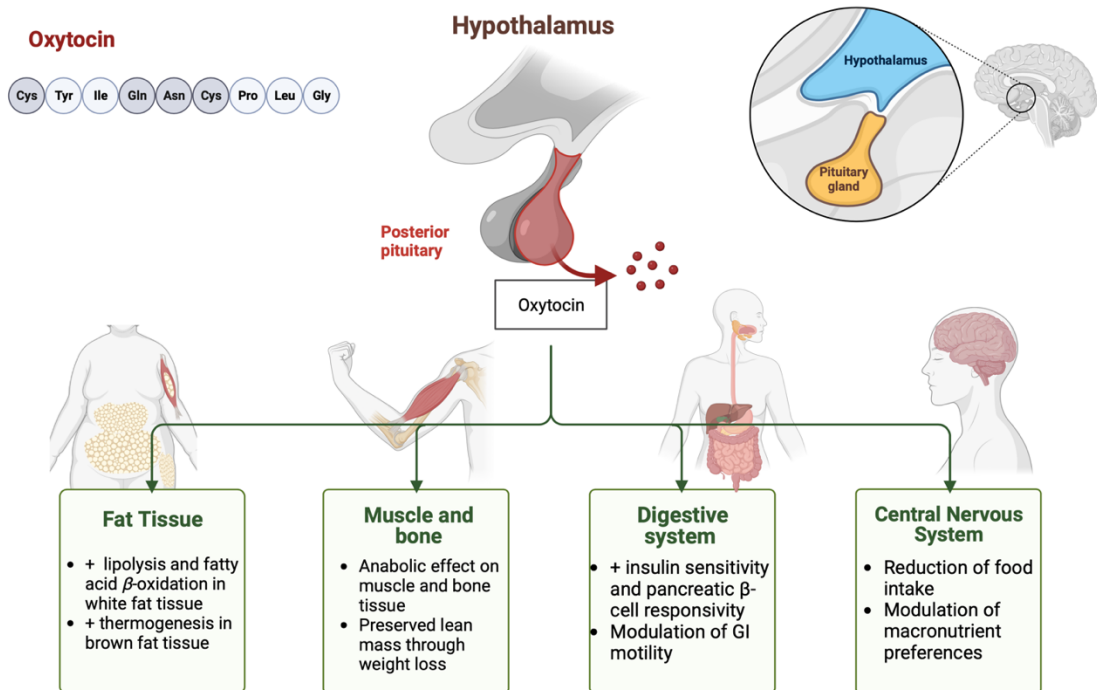 Oxytocin
Cys Tyr Ile Gln Asn Cys Pro Leu Gly
Hypothalamus
Hypothalamus
Pituitary
gland
Posterior
pituitary
Oxytocin
Fat Tissue
• + lipolysis and fatty
acid β-oxidation in
white fat tissue
• + thermogenesis in
brown fat tissue
Muscle and
bone
• Anabolic effect on
muscle and bone
tissue
• Preserved lean
mass through
weight loss
Digestive
system
• + insulin sensitivity
and pancreatic β-
cell responsivity
• Modulation of GI
motility
Central Nervous
System
• Reduction of food
intake
• Modulation of
macronutrient
preferences